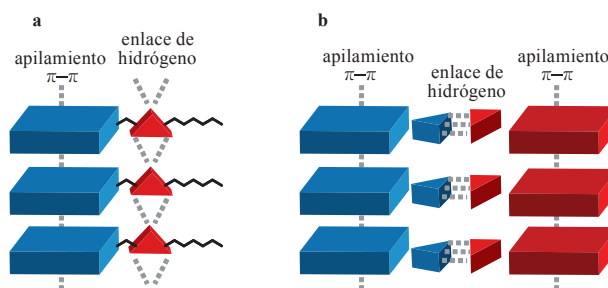 a
apilamiento
π–π
enlace de
hidrógeno
b
apilamiento
π–π
enlace de
hidrógeno
apilamiento
π–π